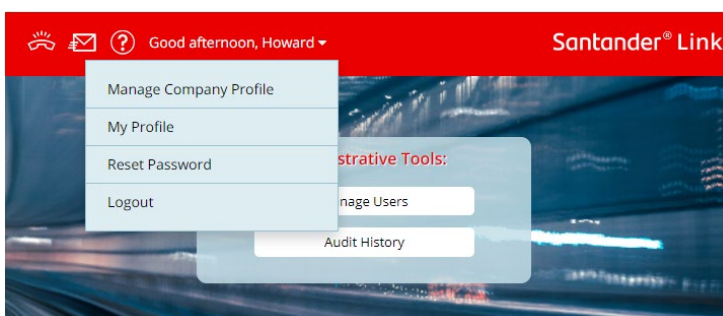 Good afternoon, Howard
Santander® Link
Manage Company Profile
My Profile
Reset Password
Logout
strative Tools:
nage Users
Audit History